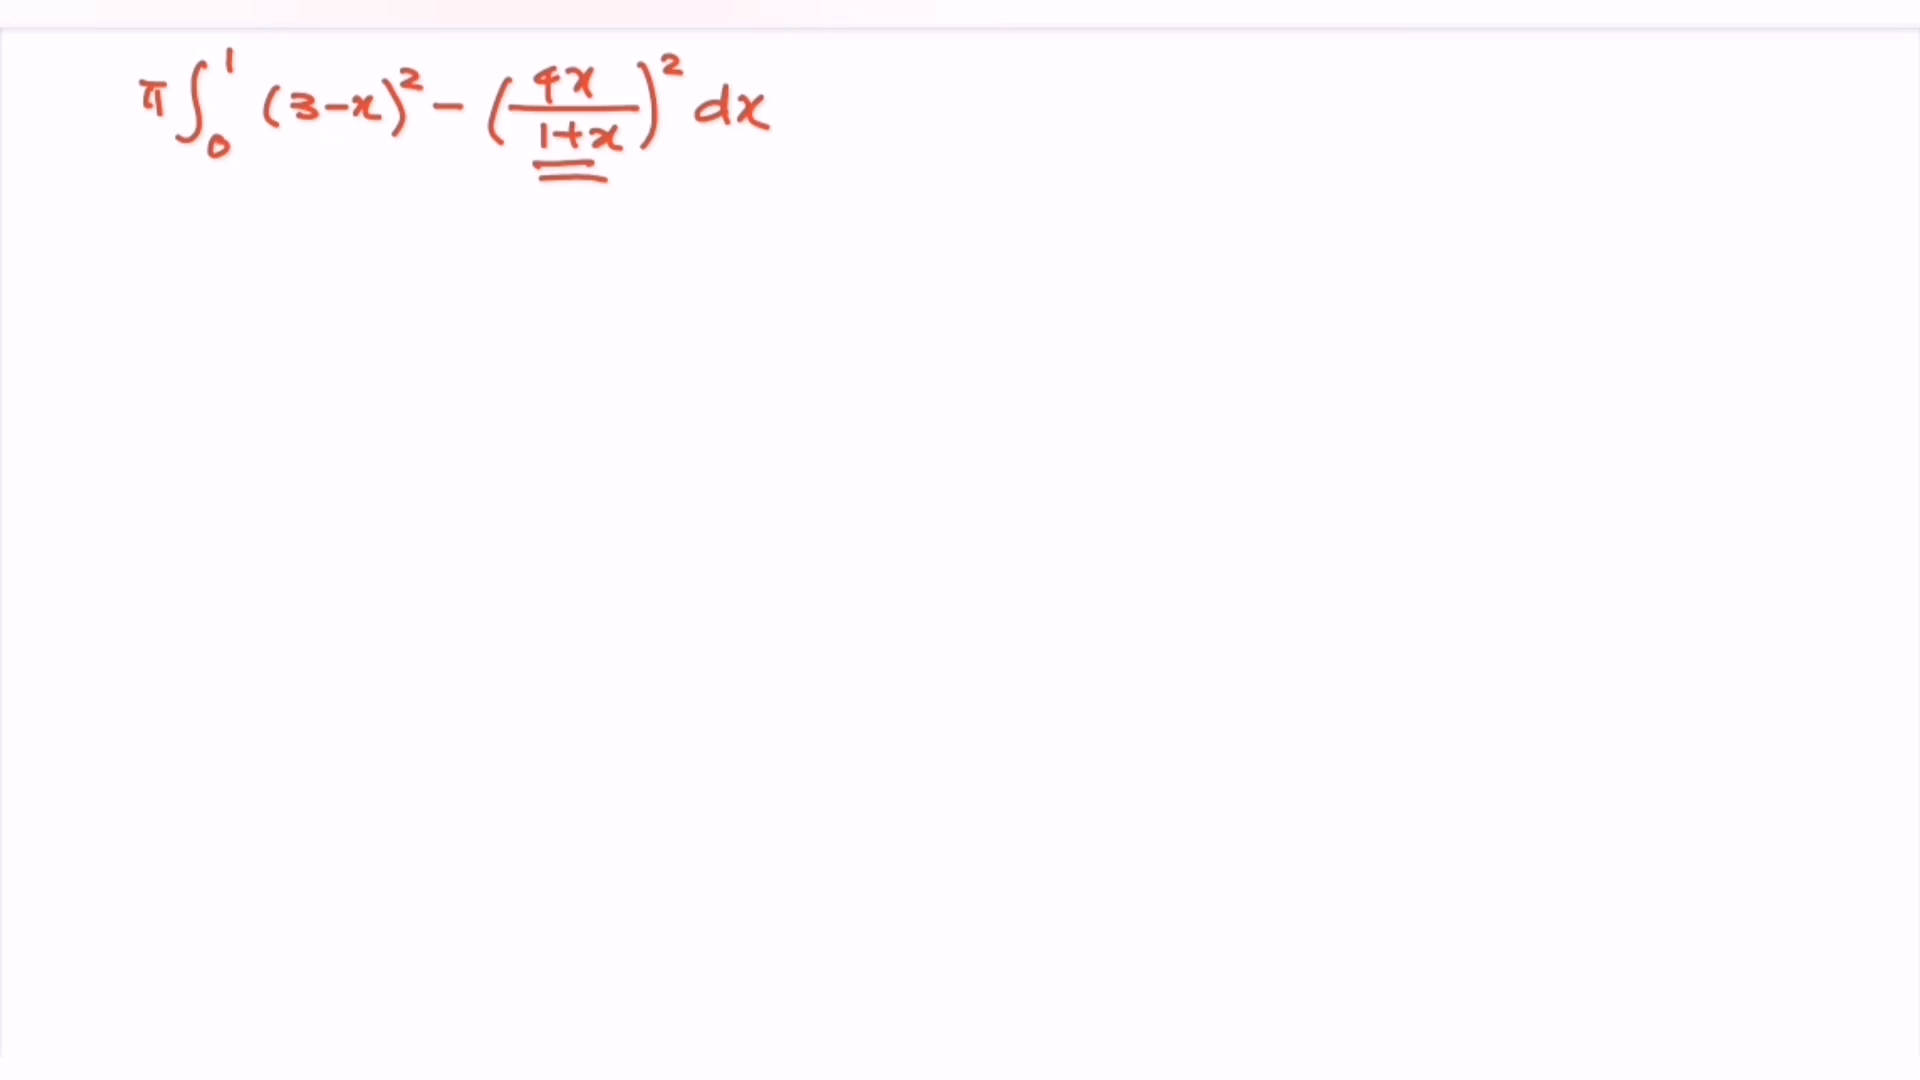 π∫₀¹ (3-x)² - (4x/(1+x))² dx